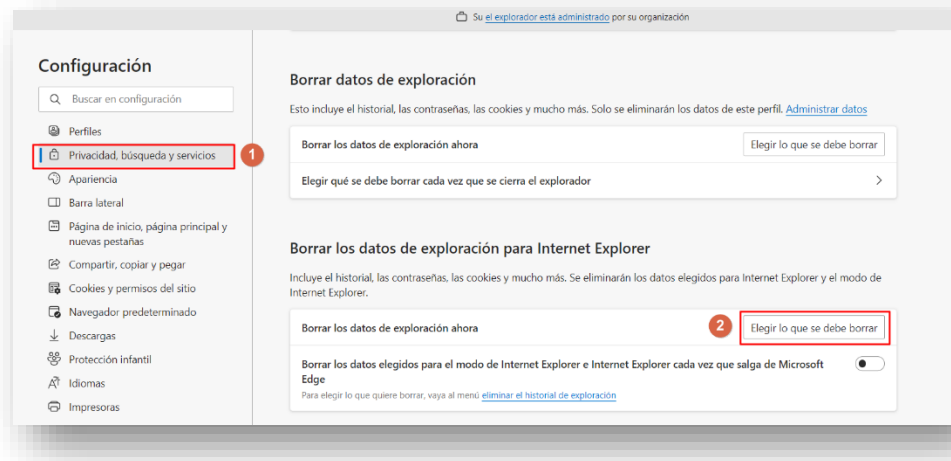 Su el explorador está administrado por su organización
Configuración
Buscar en configuración
Perfiles
Privacidad, búsqueda y servicios
1
Apariencia
Barra lateral
Página de inicio, página principal y
nuevas pestañas
Compartir, copiar y pegar
Cookies y permisos del sitio
Navegador predeterminado
Descargas
Protección infantil
Idiomas
Impresoras
Borrar datos de exploración
Esto incluye el historial, las contraseñas, las cookies y mucho más. Solo se eliminarán los datos de este perfil. Administrar datos
Borrar los datos de exploración ahora
Elegir lo que se debe borrar
Elegir qué se debe borrar cada vez que se cierra el explorador
Borrar los datos de exploración para Internet Explorer
Incluye el historial, las contraseñas, las cookies y mucho más. Se eliminarán los datos elegidos para Internet Explorer y el modo de
Internet Explorer.
Borrar los datos de exploración ahora
2
Elegir lo que se debe borrar
Borrar los datos elegidos para el modo de Internet Explorer e Internet Explorer cada vez que salga de Microsoft
Edge
Para elegir lo que quiere borrar, vaya al menú eliminar el historial de exploración